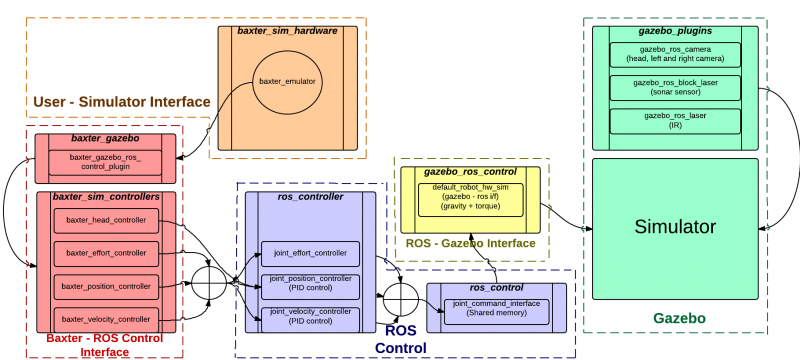 baxter_sim_hardware
baxter_emulator
User - Simulator Interface
baxter_gazebo
baxter_gazebo_ros_
control_plugin
baxter_sim_controllers
baxter_head_controller
baxter_effort_controller
baxter_position_controller
baxter_velocity_controller
Baxter - ROS Control
Interface
ros_controller
joint_effort_controller
joint_position_controller
(PID control)
joint_velocity_controller
(PID control)
ROS
Control
ros_control
joint_command_interface
(Shared memory)
gazebo_ros_control
default_robot_hw_sim
(gazebo - ros i/f)
(gravity + torque)
ROS - Gazebo Interface
gazebo_plugins
gazebo_ros_camera
(head, left and right camera)
gazebo_ros_block_laser
(sonar sensor)
gazebo_ros_laser
(IR)
Simulator
Gazebo